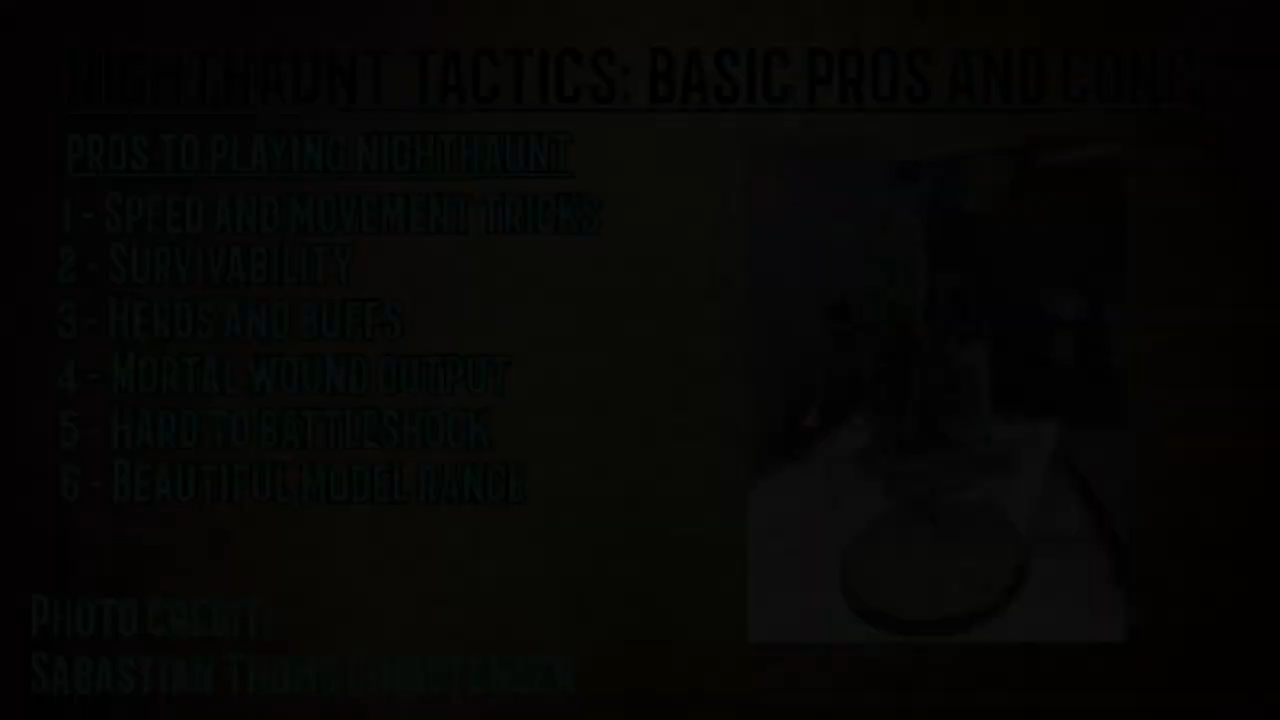 NIGHTHAUNT TACTICS: BASIC PROS AND CONS
PROS TO PLAYING NIGHTHAUNT
1 - SPEED AND MOVEMENT TRICKS
2 - SURVIVABILITY
3 - HEROS AND BUFFS
4 - MORTAL WOUND OUTPUT
5 - HARD TO BATTLESHOCK
6 - BEAUTIFUL MODEL RANGE
PHOTO CREDIT
SABASTIAN